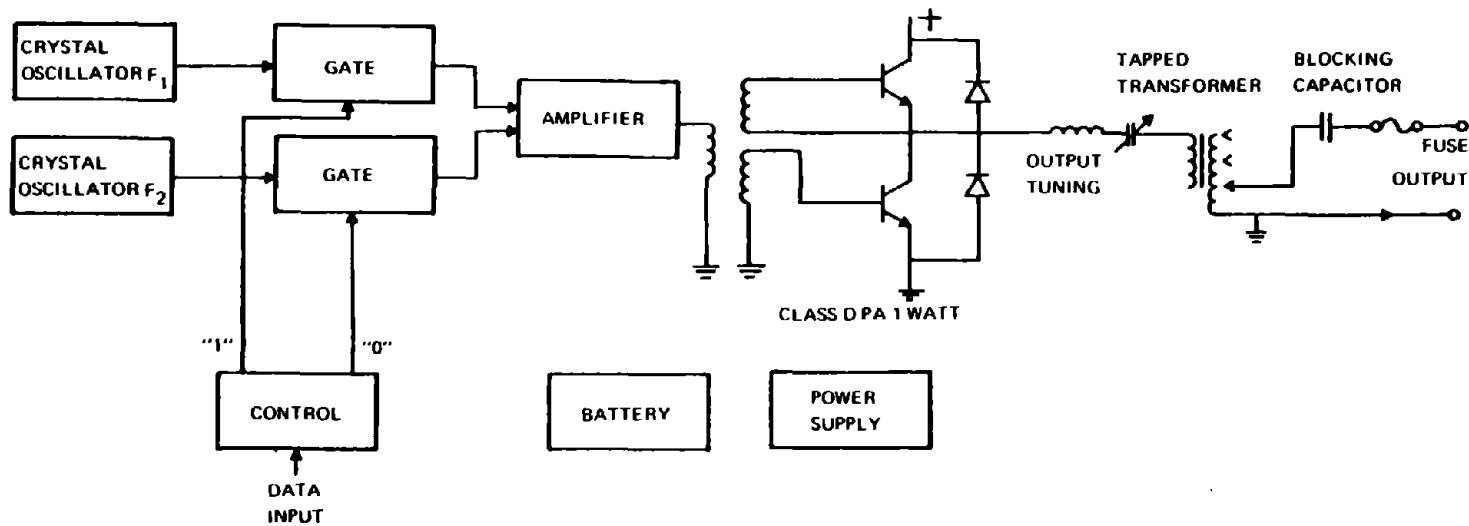 CRYSTAL
OSCILLATOR F1
GATE
CRYSTAL
OSCILLATOR F2
GATE
AMPLIFIER
+
TAPPED
TRANSFORMER
BLOCKING
CAPACITOR
OUTPUT
TUNING
FUSE
OUTPUT
CLASS D PA 1 WATT
"1"
"0"
CONTROL
BATTERY
POWER
SUPPLY
DATA
INPUT